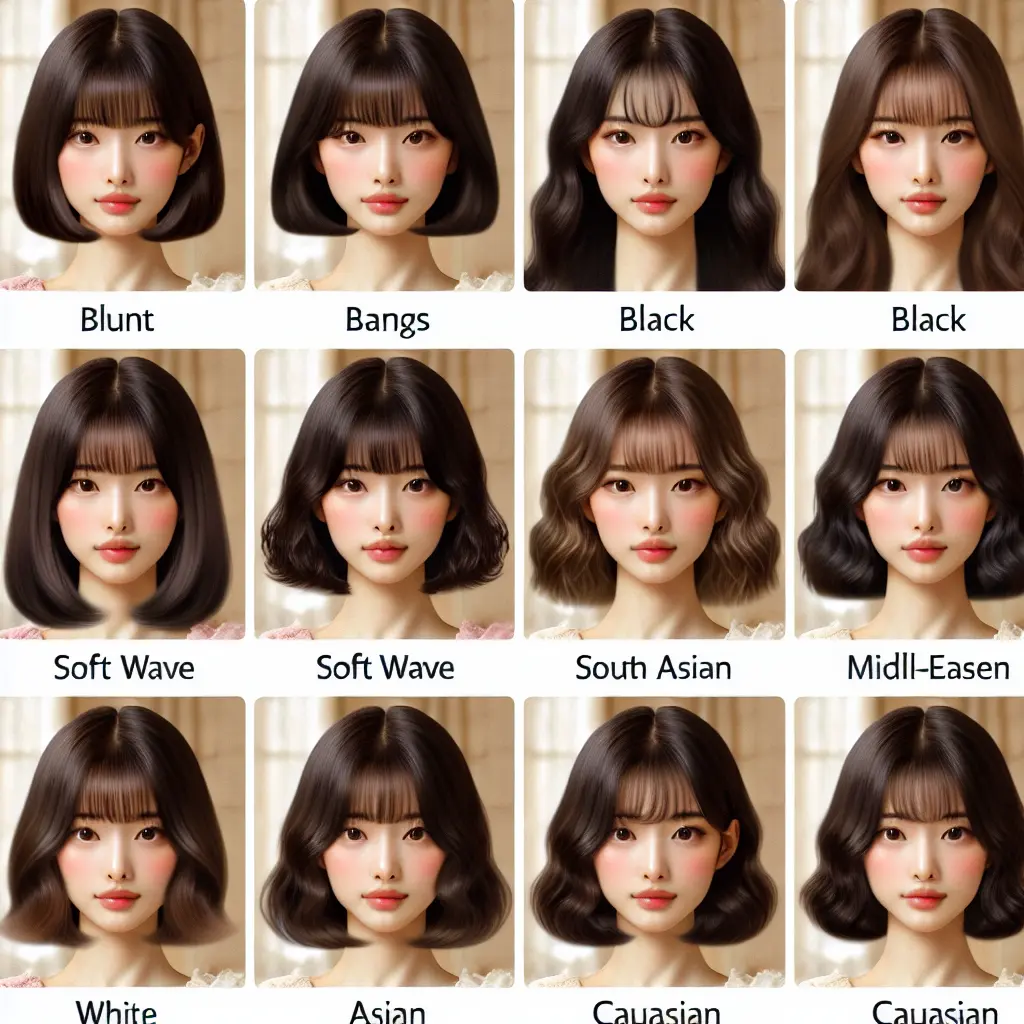 Blunt
Bangs
Black
Black
Soft Wave
Soft Wave
South Asian
Midll-Easen
White
Asian
Cauasian
Cauasian